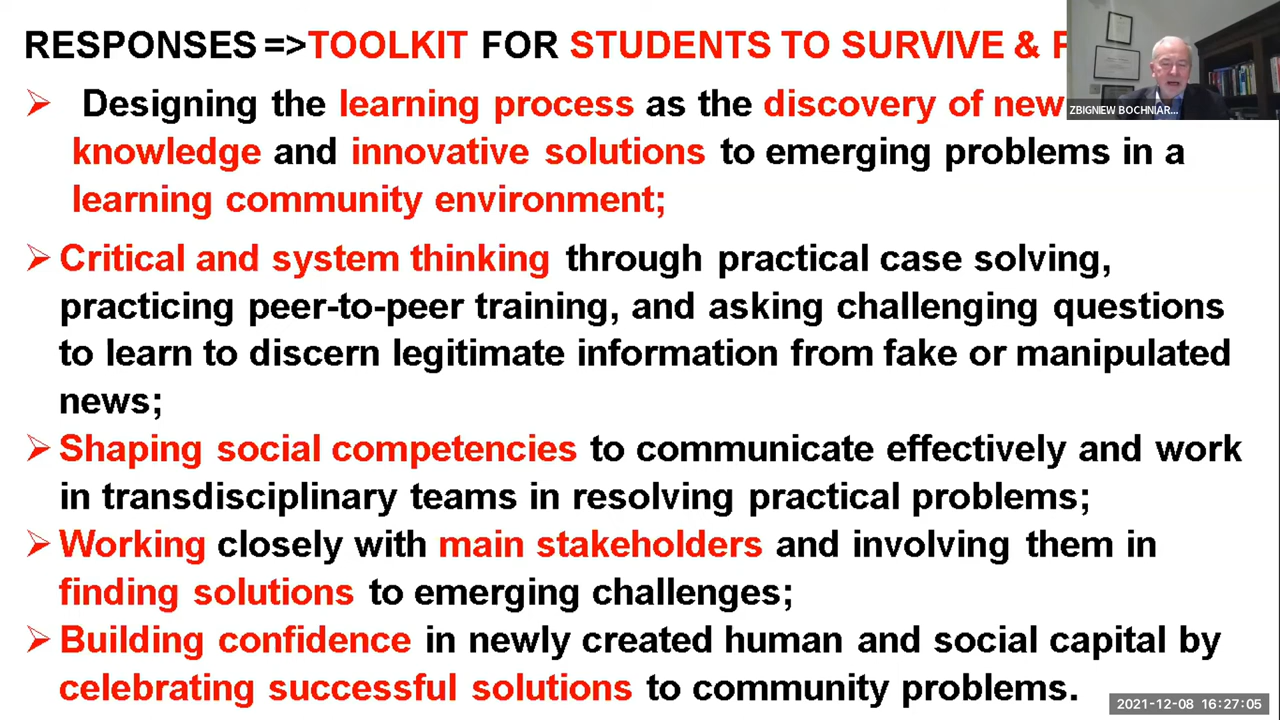 RESPONSES =>TOOLKIT FOR STUDENTS TO SURVIVE &
ZBIGNIEW BOCHNIAR...
➢ Designing the learning process as the discovery of new
knowledge and innovative solutions to emerging problems in a
learning community environment;
➢ Critical and system thinking through practical case solving,
practicing peer-to-peer training, and asking challenging questions
to learn to discern legitimate information from fake or manipulated
news;
➢ Shaping social competencies to communicate effectively and work
in transdisciplinary teams in resolving practical problems;
➢ Working closely with main stakeholders and involving them in
finding solutions to emerging challenges;
➢ Building confidence in newly created human and social capital by
celebrating successful solutions to community problems.
2021-12-08 16:27:05